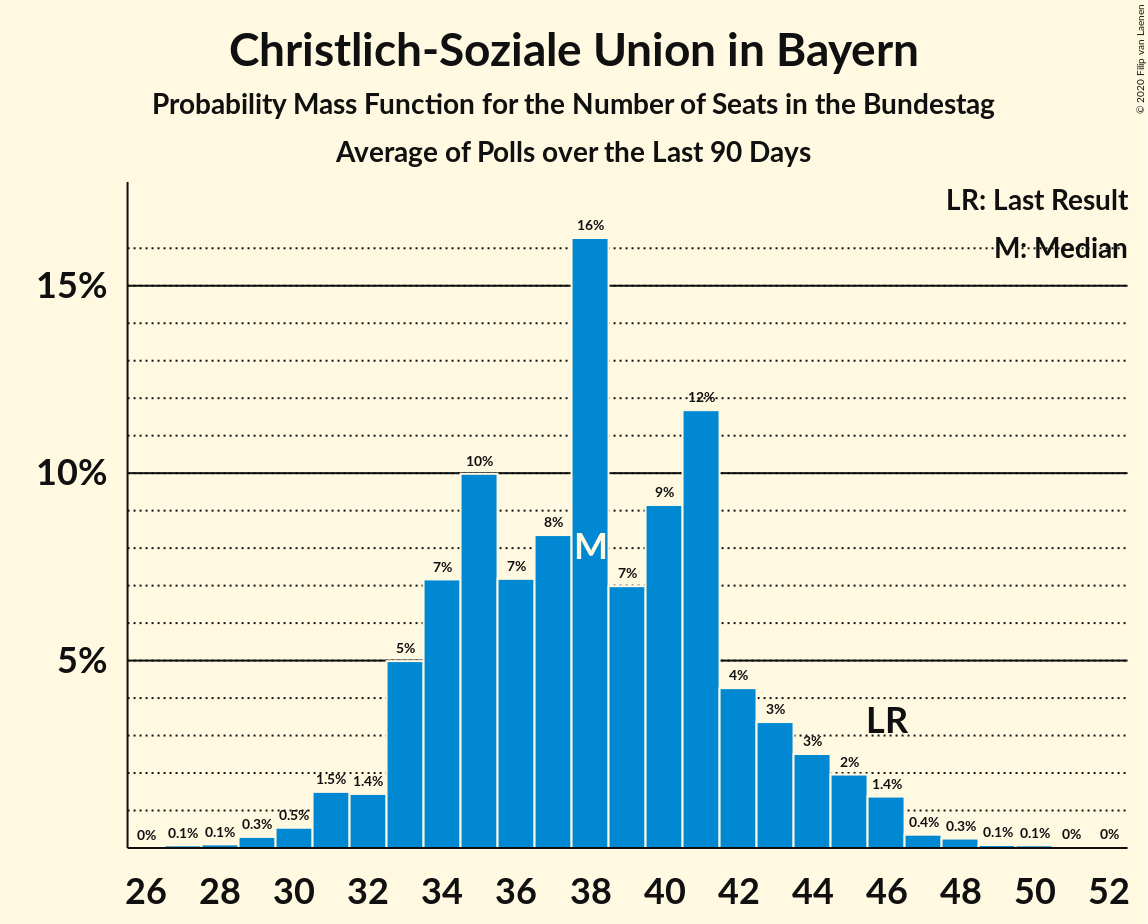 Christlich-Soziale Union in Bayern
Probability Mass Function for the Number of Seats in the Bundestag
Average of Polls over the Last 90 Days
© 2020 Filip van Laenen
LR: Last Result
M: Median
15%
10%
5%
0% 0.1% 0.1% 0.3% 0.5% 1.5% 1.4% 5% 7% 10% 7% 8% 16% 7% 9% 12% 4% 3% 3% 2% 1.4% 0.4% 0.3% 0.1% 0.1% 0% 0%
M
LR
26 28 30 32 34 36 38 40 42 44 46 48 50 52